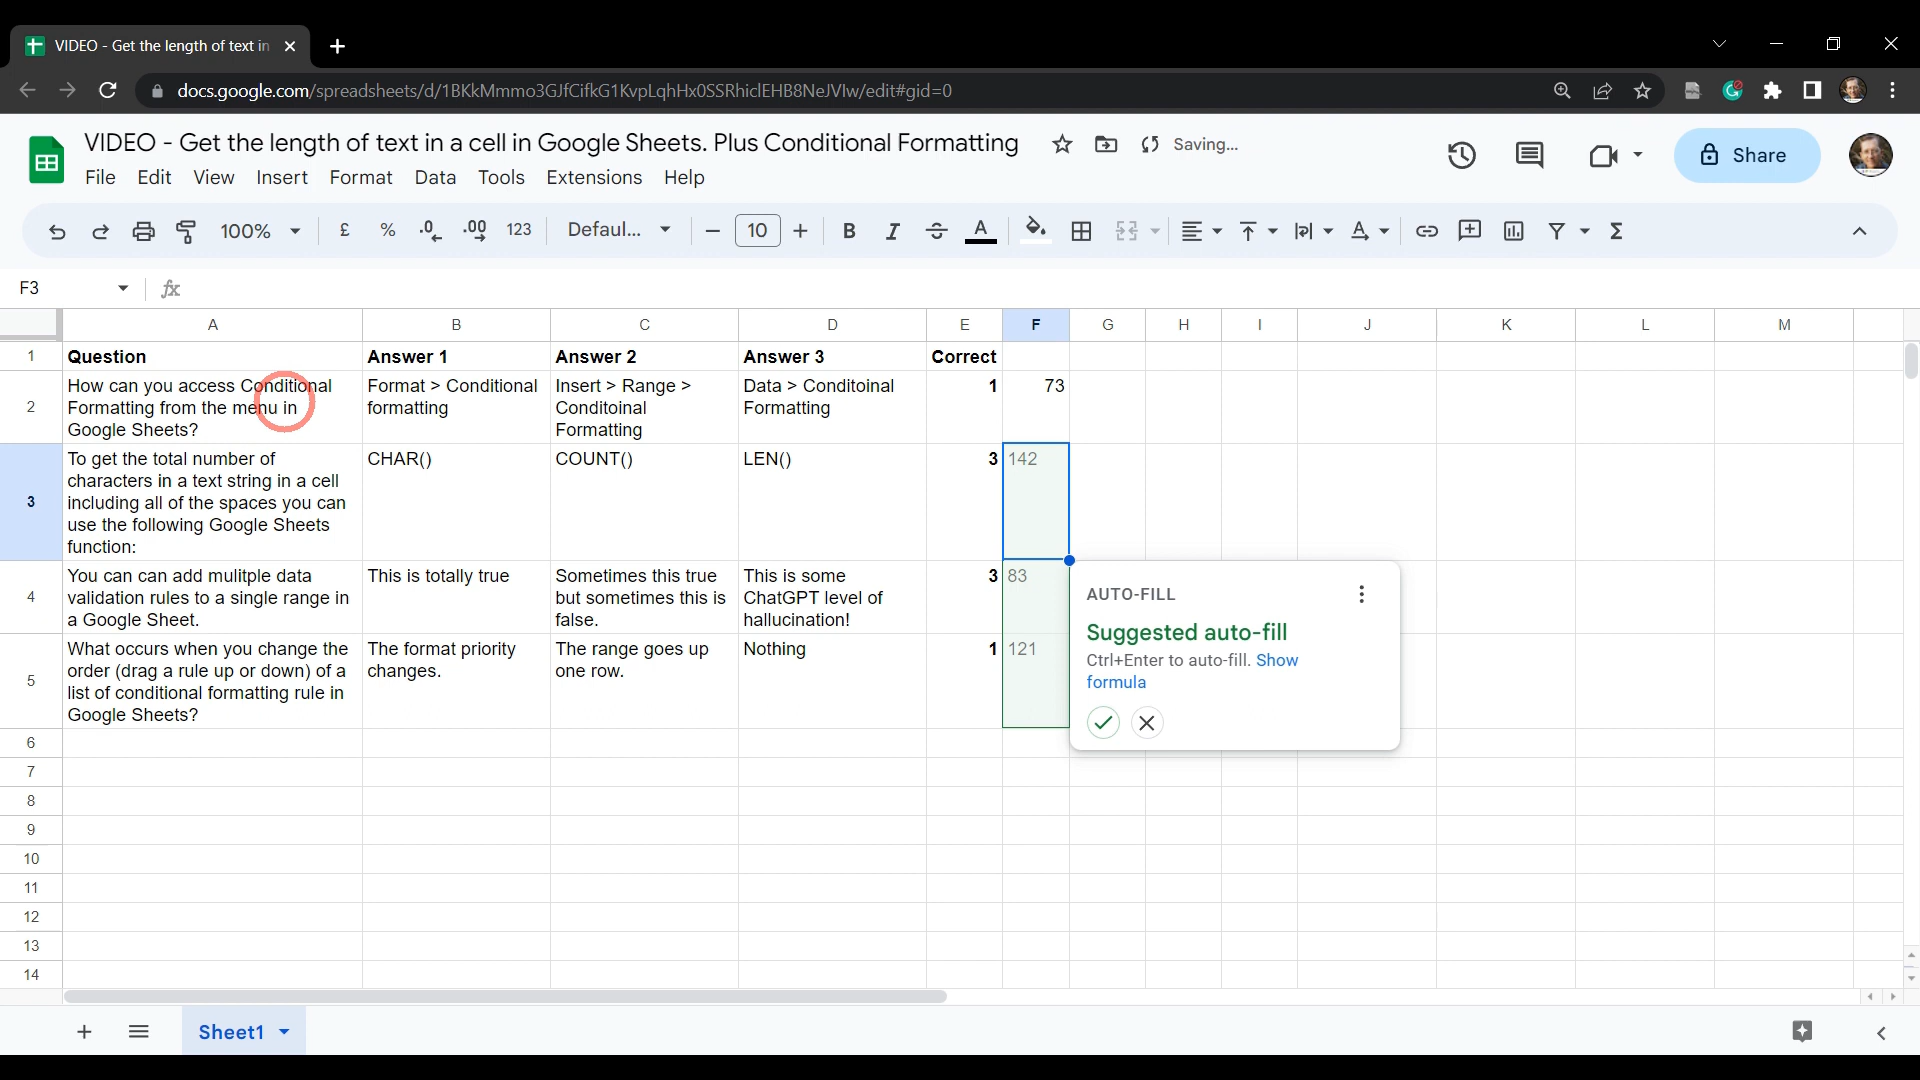 VIDEO - Get the length of text in
docs.google.com/spreadsheets/d/1BKkMmmo3GJfCifkG1KvpLqhHx0SSRhiclEHB8NeJVlw/edit#gid=0
VIDEO - Get the length of text in a cell in Google Sheets. Plus Conditional Formatting
Saving...
File Edit View Insert Format Data Tools Extensions Help
Share
100% £ % .0 .00 123 Defaul... 10 B I A
F3 fx
A B C D E F G H I J K L M
1 Question Answer 1 Answer 2 Answer 3 Correct
How can you access Conditional Format > Conditional Insert > Range > Data > Conditoinal 1 73
2 Formatting from the menu in formatting Conditoinal Formatting
Google Sheets? Formatting
To get the total number of CHAR() COUNT() LEN() 3 142
characters in a text string in a cell
3 including all of the spaces you can
use the following Google Sheets
function:
You can can add mulitple data This is totally true Sometimes this true This is some 3 83
4 validation rules to a single range in but sometimes this is ChatGPT level of
a Google Sheet. false. hallucination!
What occurs when you change the The format priority The range goes up Nothing 1 121
order (drag a rule up or down) of a changes. one row.
5 list of conditional formatting rule in
Google Sheets?
AUTO-FILL
Suggested auto-fill
Ctrl+Enter to auto-fill. Show
formula
6
7
8
9
10
11
12
13
14
Sheet1